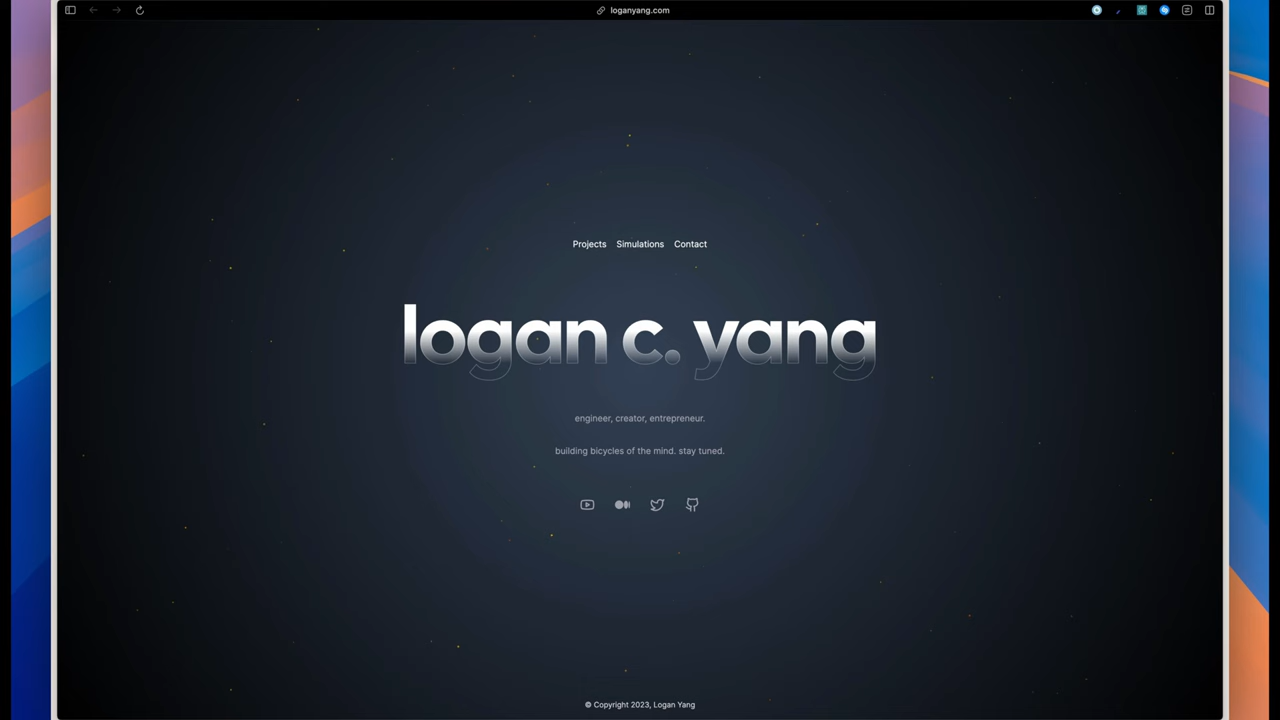 loganyang.com
Projects Simulations Contact
logan c. yang
engineer, creator, entrepreneur.
building bicycles of the mind. stay tuned.
© Copyright 2023, Logan Yang